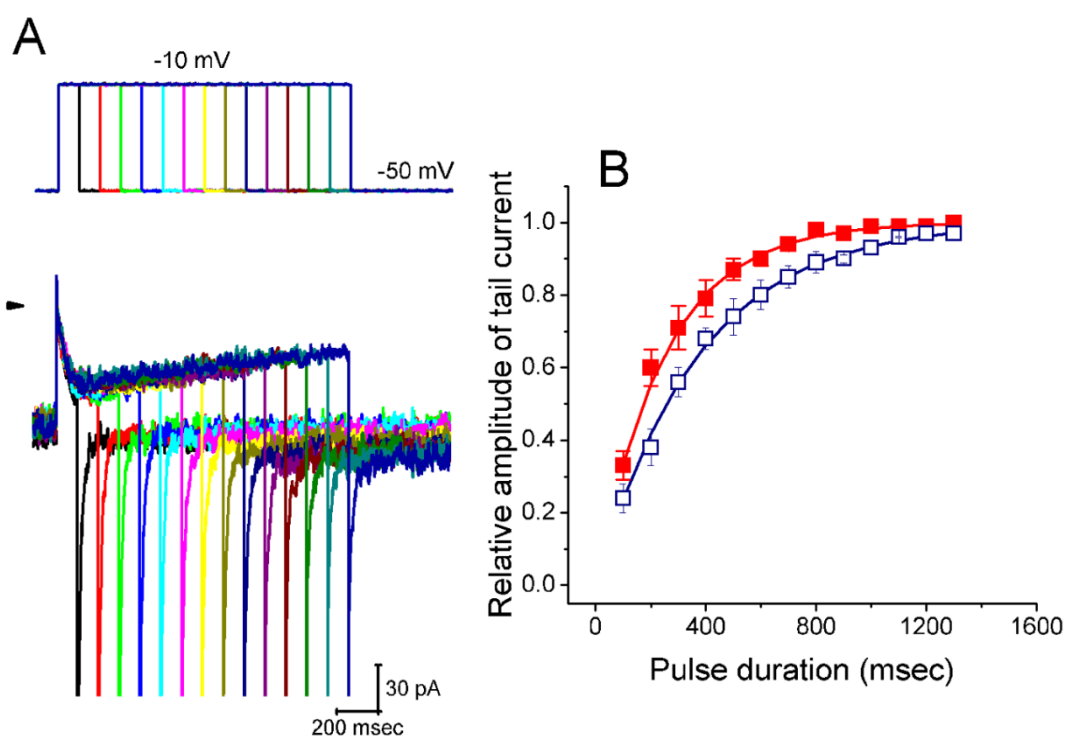 A
-10 mV
-50 mV
30 pA
200 msec
B
Relative amplitude of tail current
1.0
0.8
0.6
0.4
0.2
0.0
0
400
800
1200
1600
Pulse duration (msec)